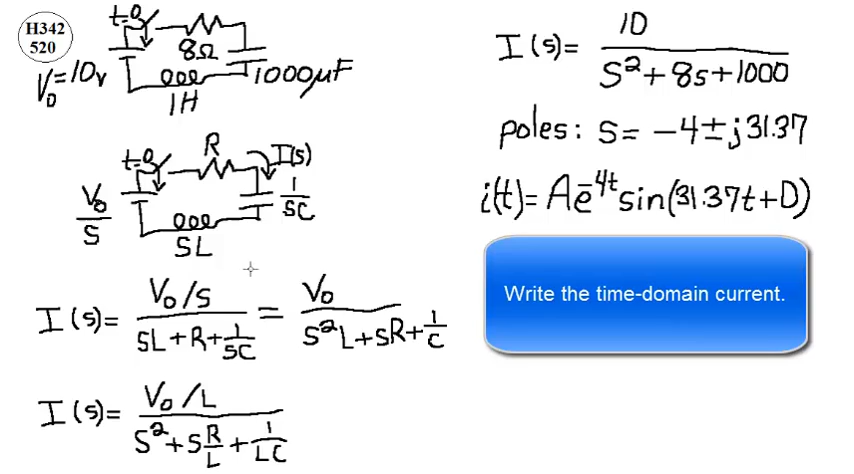 H342
520
t=0
8Ω
V₀=10v
1000μF
1H
t=0
R
I(s)
V₀/S
1/SC
SL
I(s)= (V₀/s)/(SL+R+1/SC) = V₀/(S²L+SR+1/C)
I(s)= (V₀/L)/(S²+S R/L+1/LC)
I(s)= 10/(S²+8s+1000)
poles: S= -4±j31.37
i(t)= Ae^-4t sin(31.37t+D)
Write the time-domain current.